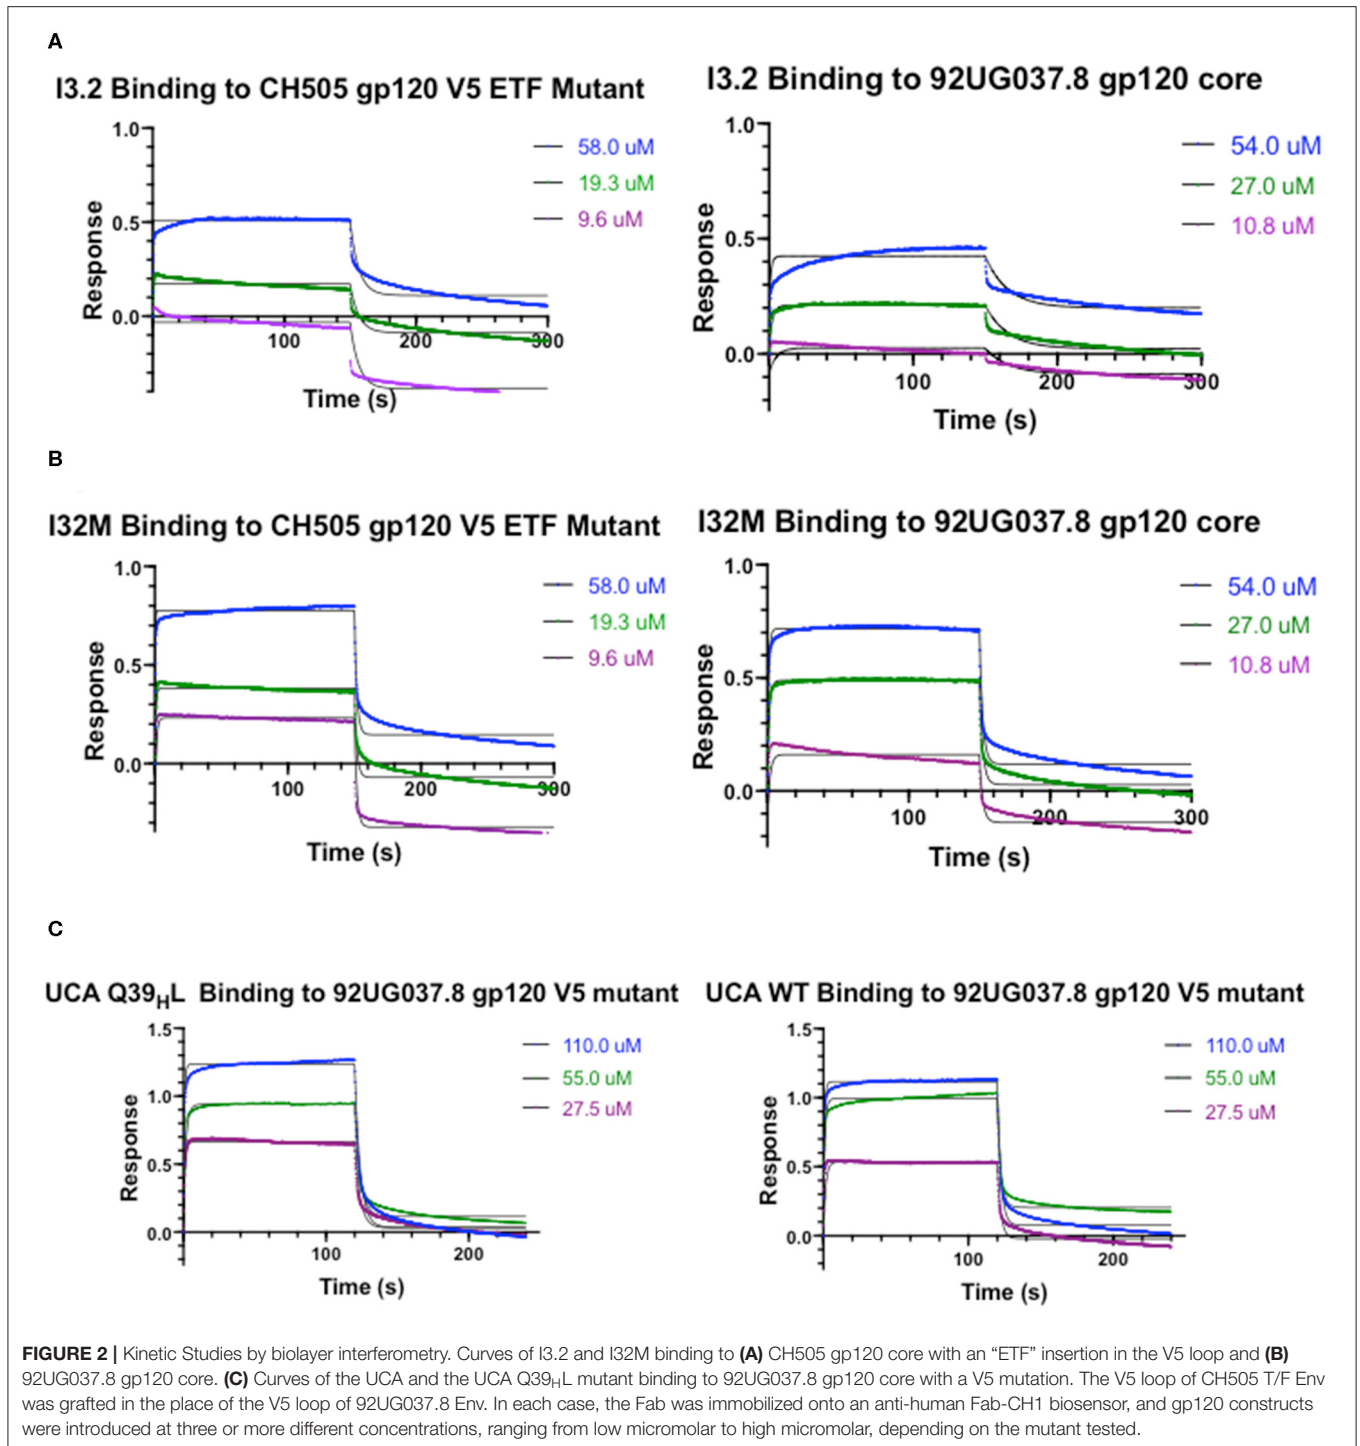 A
I3.2 Binding to CH505 gp120 V5 ETF Mutant
1.0
0.5
0.0
Response
100
200
300
Time (s)
58.0 uM
19.3 uM
9.6 uM
I3.2 Binding to 92UG037.8 gp120 core
1.0
0.5
0.0
Response
100
200
300
Time (s)
54.0 uM
27.0 uM
10.8 uM
B
I32M Binding to CH505 gp120 V5 ETF Mutant
1.0
0.5
0.0
Response
100
200
300
Time (s)
58.0 uM
19.3 uM
9.6 uM
I32M Binding to 92UG037.8 gp120 core
1.0
0.5
0.0
Response
100
200
300
Time (s)
54.0 uM
27.0 uM
10.8 uM
C
UCA Q39HL Binding to 92UG037.8 gp120 V5 mutant
1.5
1.0
0.5
0.0
Response
100
200
Time (s)
110.0 uM
55.0 uM
27.5 uM
UCA WT Binding to 92UG037.8 gp120 V5 mutant
1.5
1.0
0.5
0.0
Response
100
200
Time (s)
110.0 uM
55.0 uM
27.5 uM
FIGURE 2 | Kinetic Studies by biolayer interferometry. Curves of I3.2 and I32M binding to (A) CH505 gp120 core with an “ETF” insertion in the V5 loop and (B)
92UG037.8 gp120 core. (C) Curves of the UCA and the UCA Q39HL mutant binding to 92UG037.8 gp120 core with a V5 mutation. The V5 loop of CH505 T/F Env
was grafted in the place of the V5 loop of 92UG037.8 Env. In each case, the Fab was immobilized onto an anti-human Fab-CH1 biosensor, and gp120 constructs
were introduced at three or more different concentrations, ranging from low micromolar to high micromolar, depending on the mutant tested.